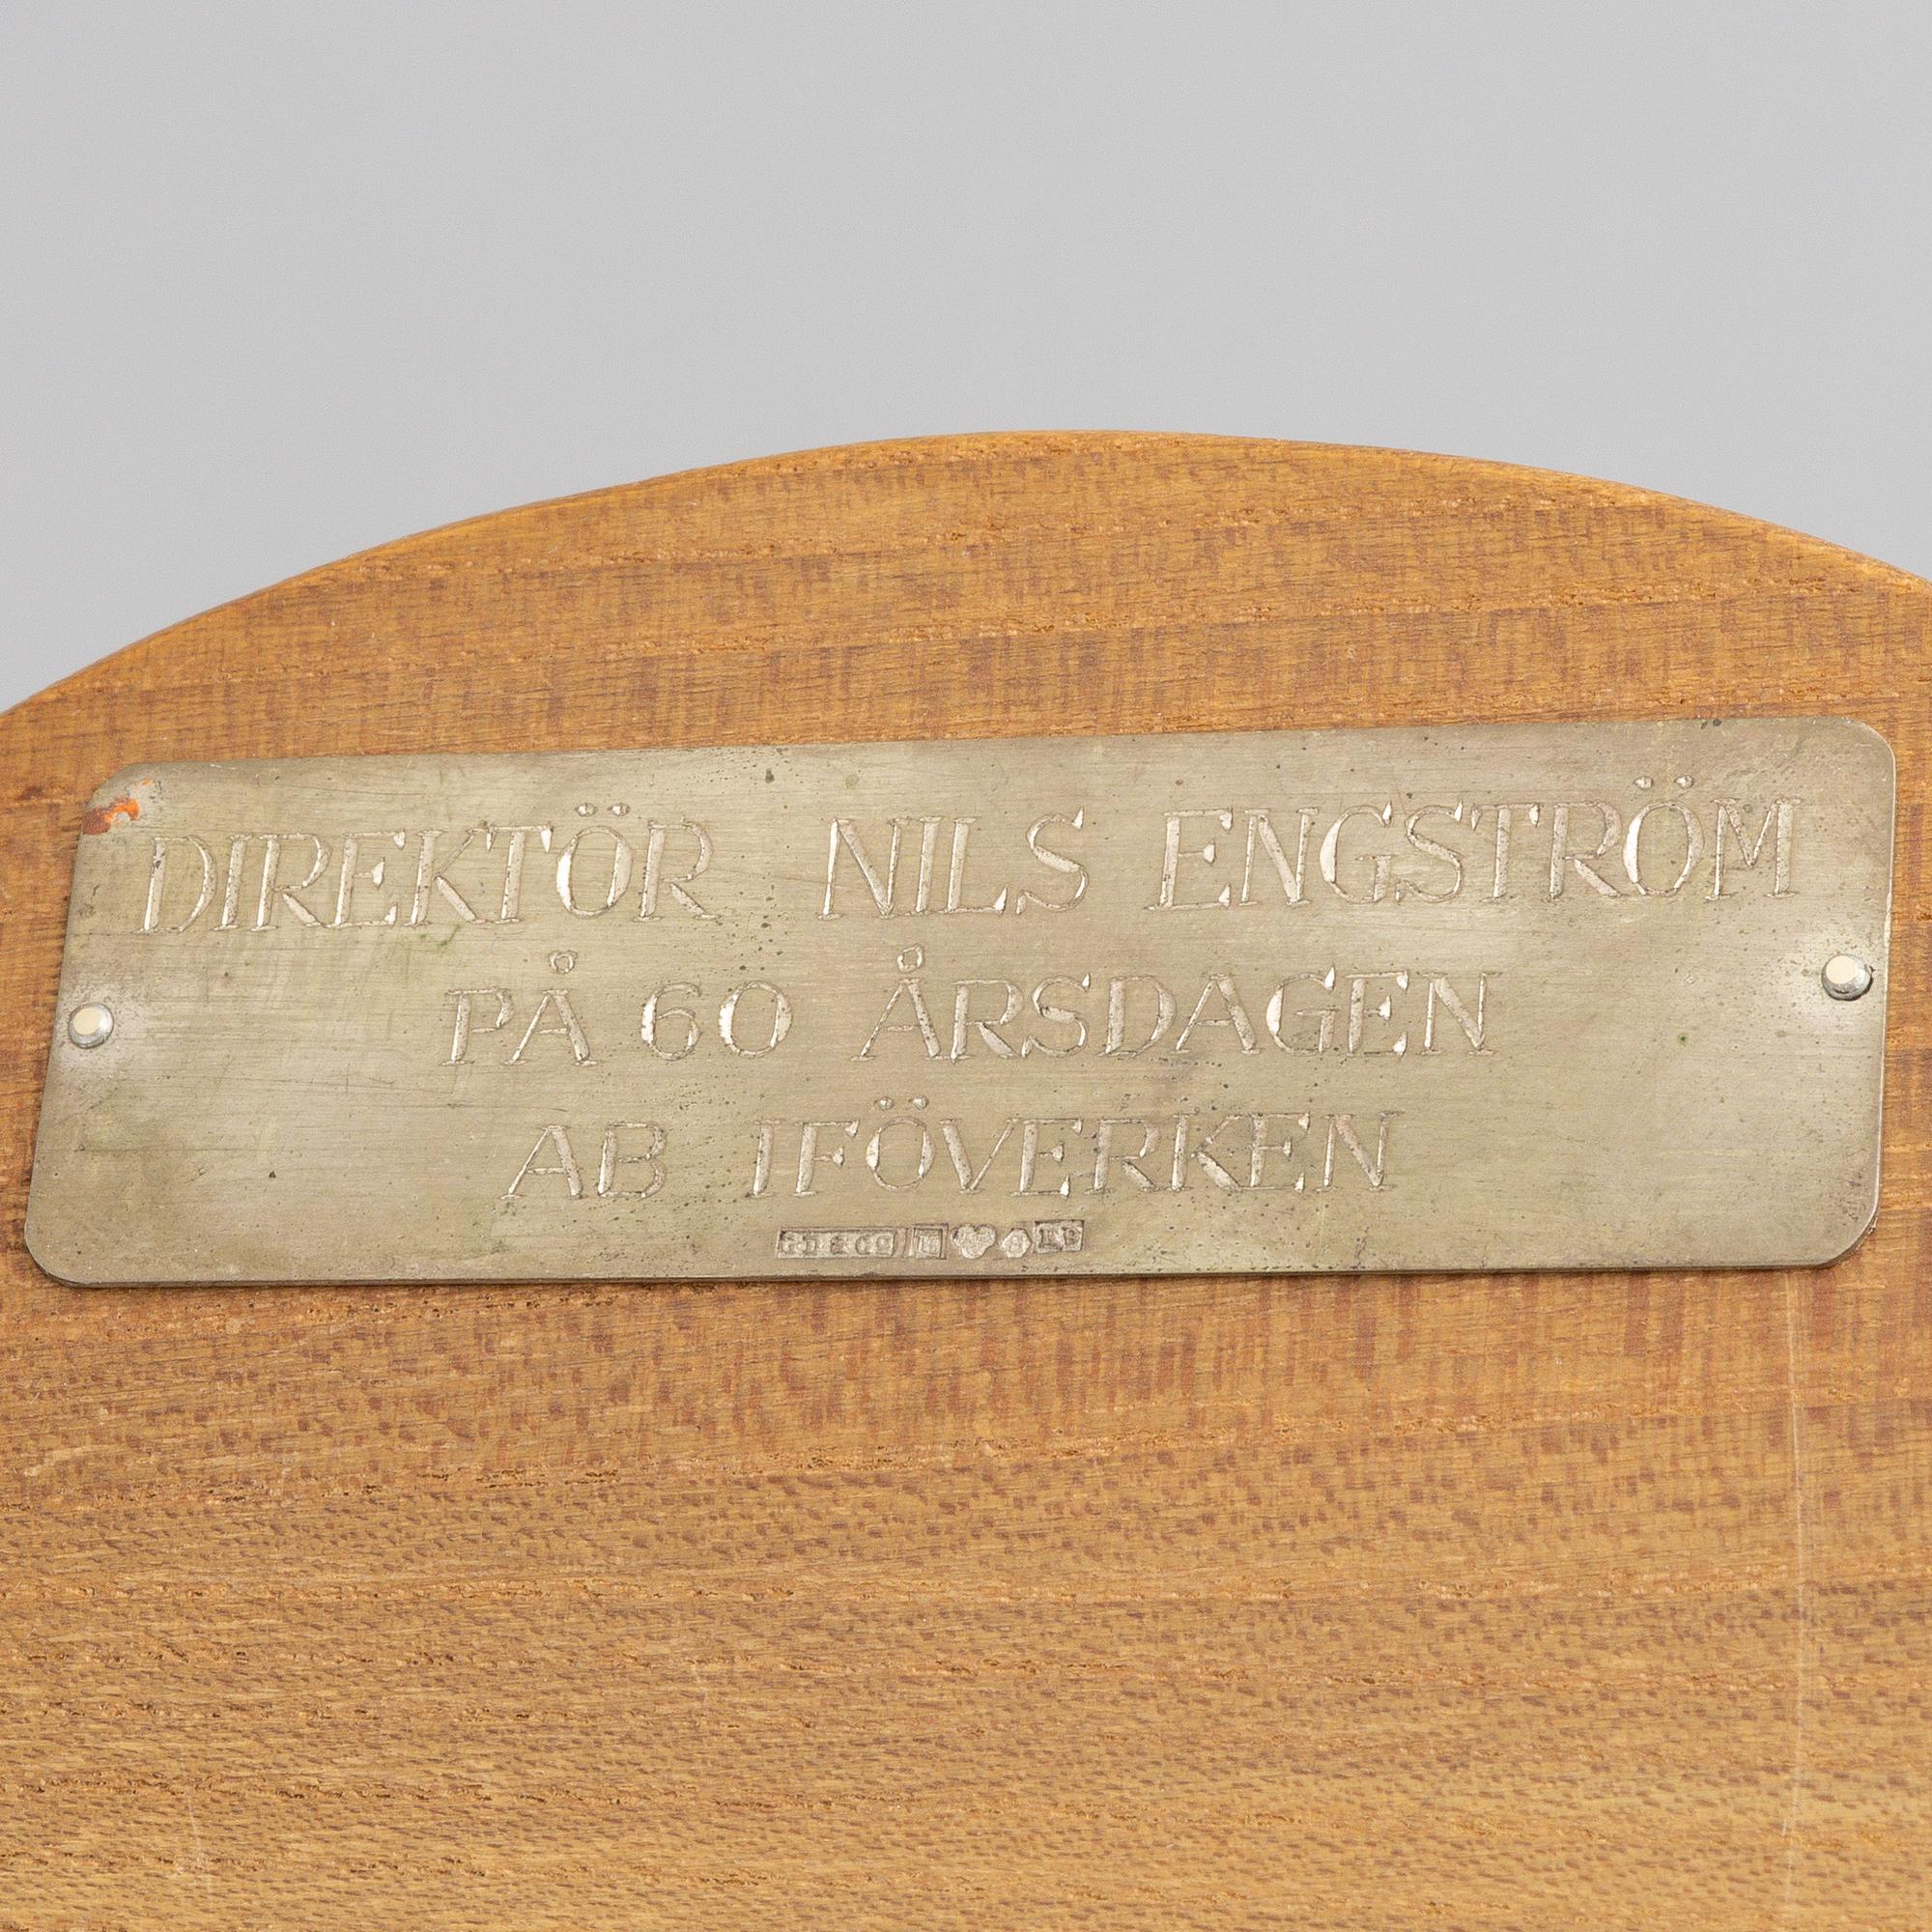 DIREKTÖR NILS ENGSTRÖM
PÅ 60 ÅRSDAGEN
AB IFÖVERKEN